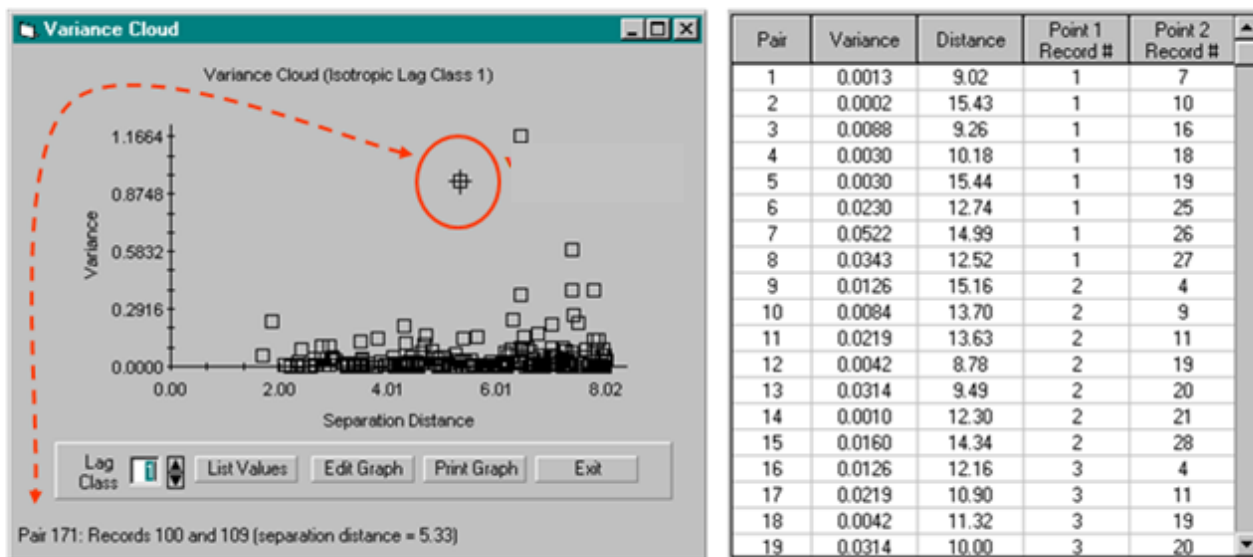 Variance Cloud
Variance Cloud (Isotropic Lag Class 1)
1.1664
0.8748
0.5832
0.2916
0.0000
Variance
0.00 2.00 4.01 6.01 8.02
Separation Distance
Lag Class 1 List Values Edit Graph Print Graph Exit
Pair 171: Records 100 and 109 (separation distance = 5.33)
Pair Variance Distance Point 1 Record # Point 2 Record #
1 0.0013 9.02 1 7
2 0.0002 15.43 1 10
3 0.0088 9.26 1 16
4 0.0030 10.18 1 18
5 0.0030 15.44 1 19
6 0.0230 12.74 1 25
7 0.0522 14.99 1 26
8 0.0343 12.52 1 27
9 0.0126 15.16 2 4
10 0.0084 13.70 2 9
11 0.0219 13.63 2 11
12 0.0042 8.78 2 19
13 0.0314 9.49 2 20
14 0.0010 12.30 2 21
15 0.0160 14.34 2 28
16 0.0126 12.16 3 4
17 0.0219 10.90 3 11
18 0.0042 11.32 3 19
19 0.0314 10.00 3 20